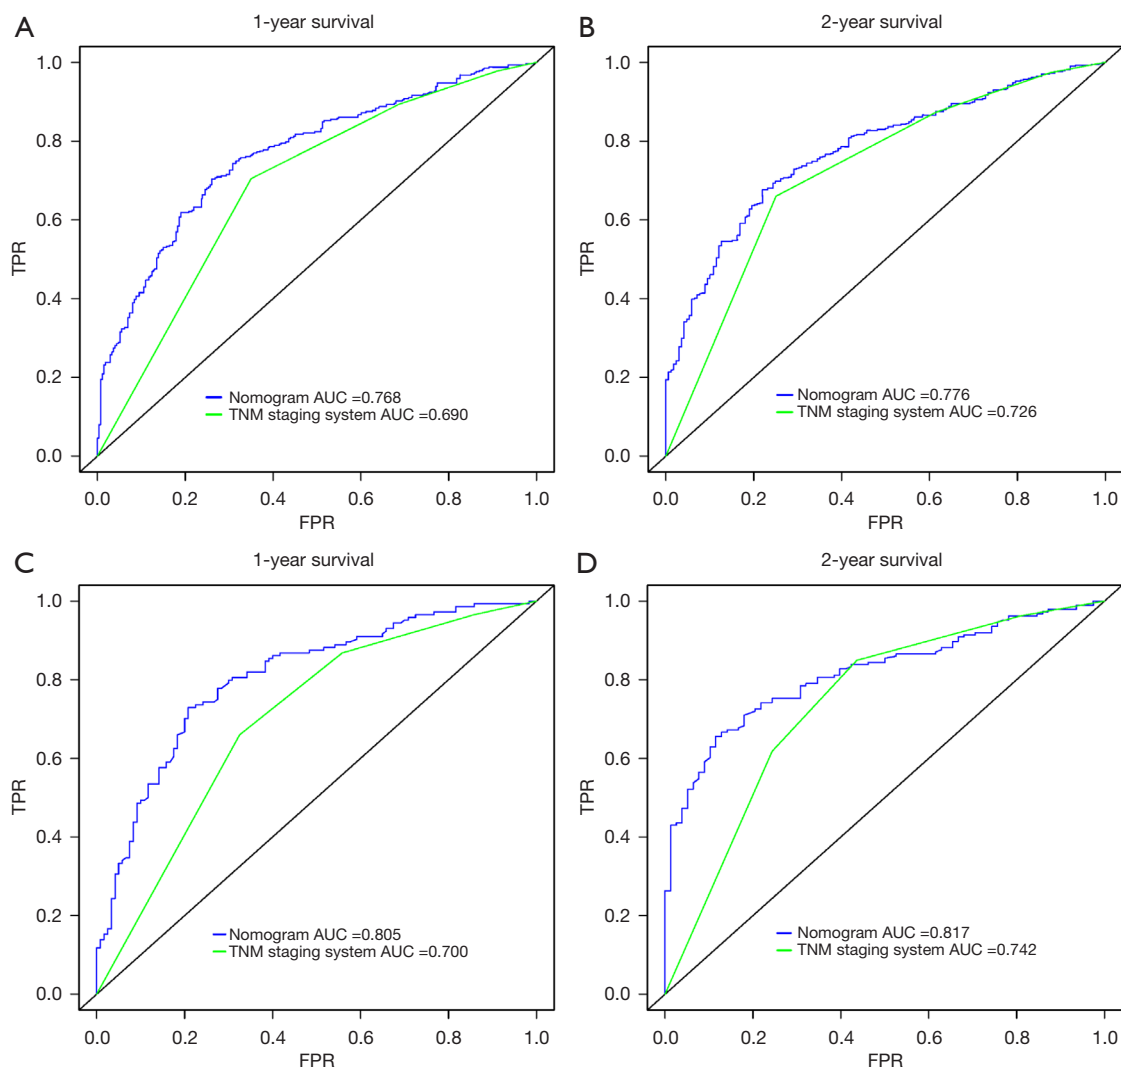 A
1-year survival
1.0
0.8
0.6
0.4
0.2
0.0
TPR
Nomogram AUC =0.768
TNM staging system AUC =0.690
0.0 0.2 0.4 0.6 0.8 1.0
FPR
B
2-year survival
1.0
0.8
0.6
0.4
0.2
0.0
TPR
Nomogram AUC =0.776
TNM staging system AUC =0.726
0.0 0.2 0.4 0.6 0.8 1.0
FPR
C
1-year survival
1.0
0.8
0.6
0.4
0.2
0.0
TPR
Nomogram AUC =0.805
TNM staging system AUC =0.700
0.0 0.2 0.4 0.6 0.8 1.0
FPR
D
2-year survival
1.0
0.8
0.6
0.4
0.2
0.0
TPR
Nomogram AUC =0.817
TNM staging system AUC =0.742
0.0 0.2 0.4 0.6 0.8 1.0
FPR